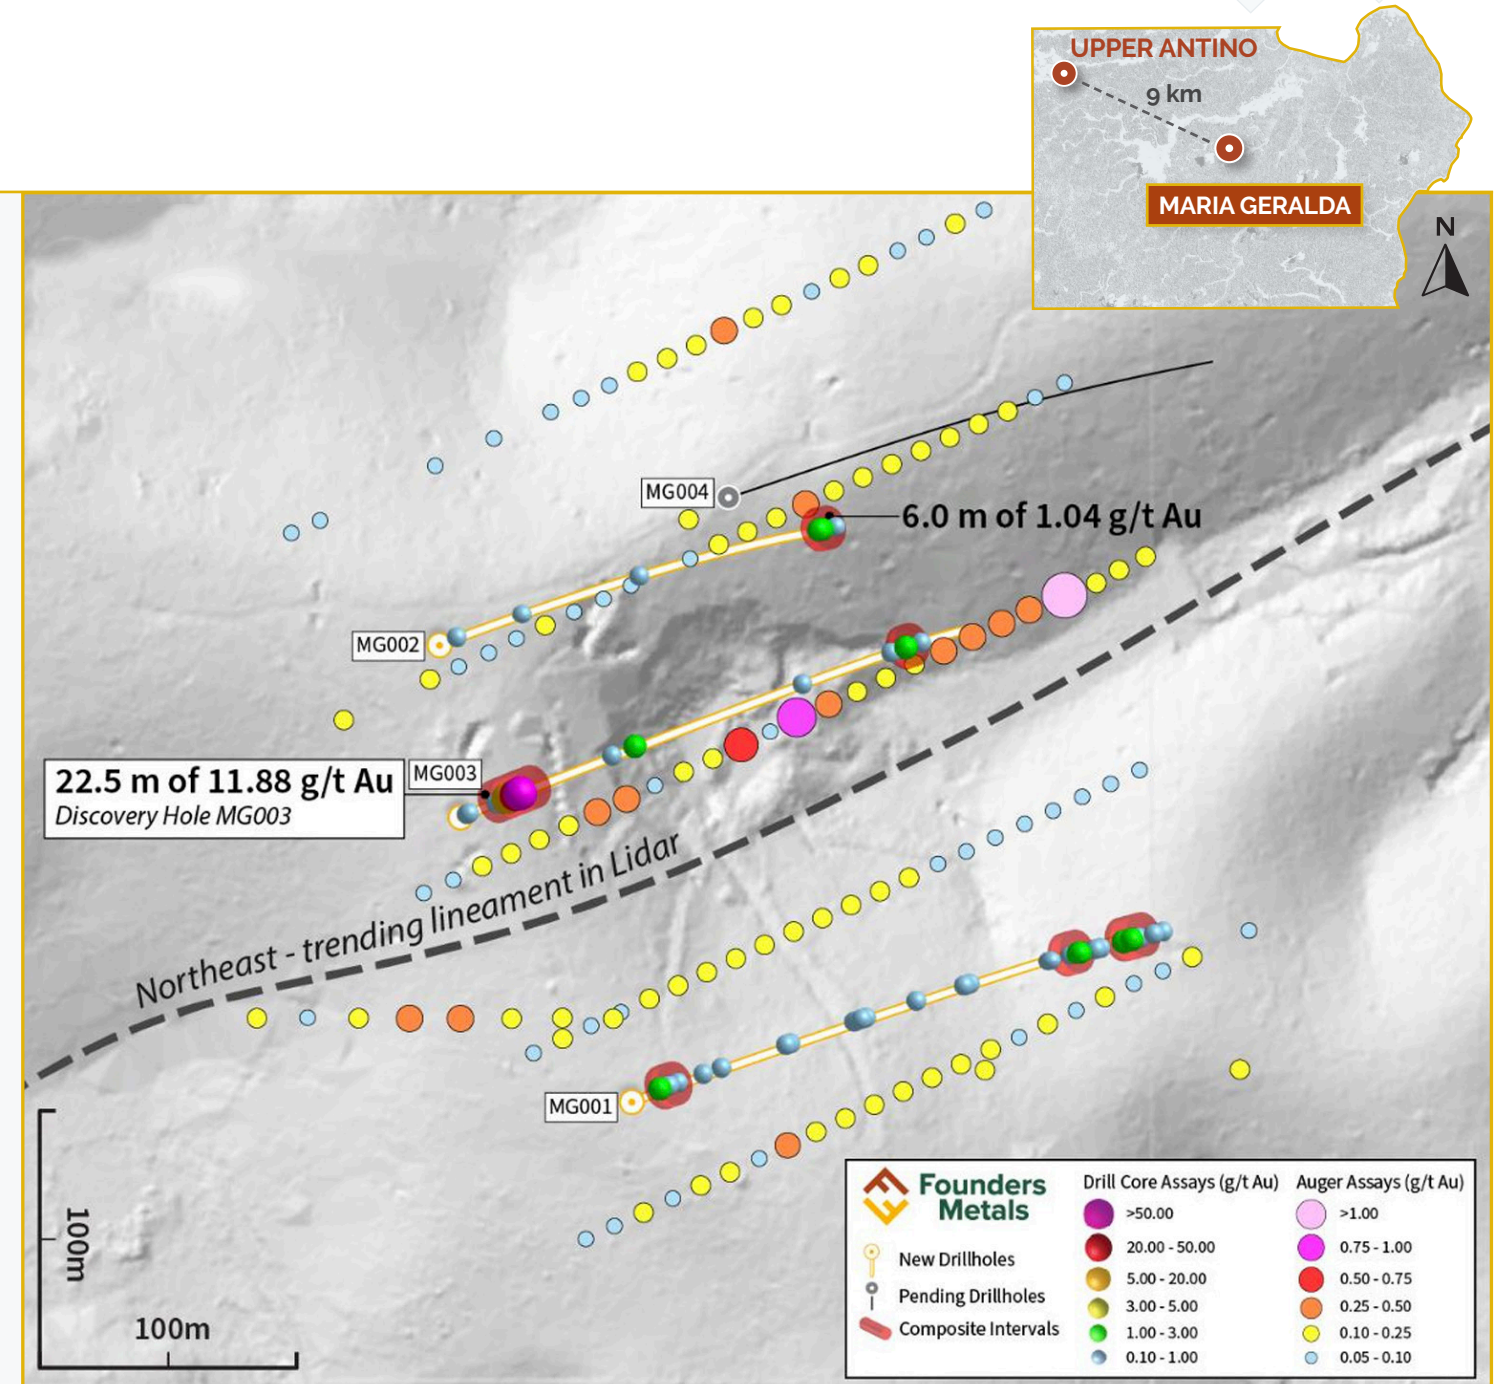 UPPER ANTINO
9 km
MARIA GERALDA
N
MG004
6.0 m of 1.04 g/t Au
MG002
22.5 m of 11.88 g/t Au
Discovery Hole MG003
MG003
Northeast - trending lineament in Lidar
MG001
100m
100m
Founders
Metals
New Drillholes
Pending Drillholes
Composite Intervals
Drill Core Assays (g/t Au)
>50.00
20.00 - 50.00
5.00 - 20.00
3.00 - 5.00
1.00 - 3.00
0.10 - 1.00
Auger Assays (g/t Au)
>1.00
0.75 - 1.00
0.50 - 0.75
0.25 - 0.50
0.10 - 0.25
0.05 - 0.10